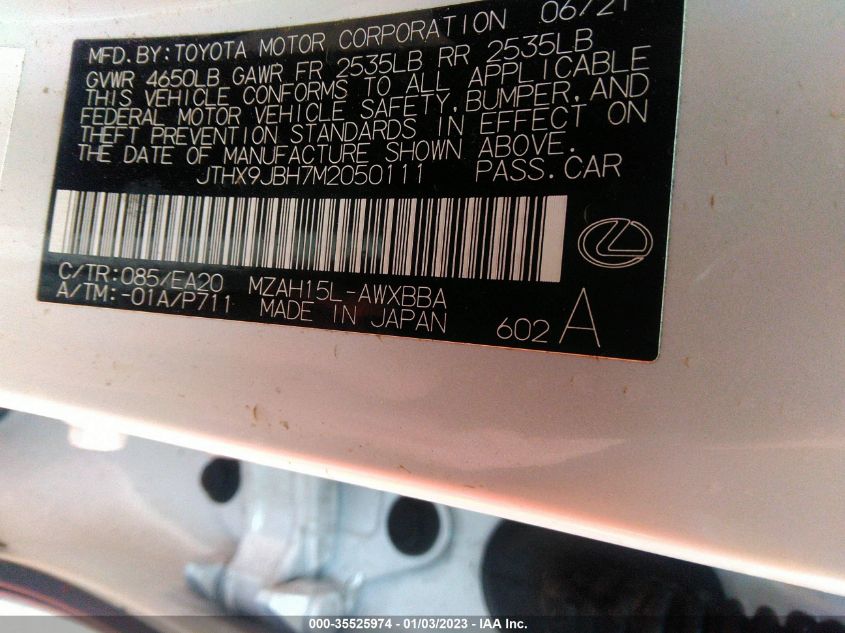 MFD. BY: TOYOTA MOTOR CORPORATION 06/21
GVWR 4650LB GAWR FR 2535LB RR 2535LB
THIS VEHICLE CONFORMS TO ALL APPLICABLE
FEDERAL MOTOR VEHICLE SAFETY, BUMPER, AND
THEFT PREVENTION STANDARDS IN EFFECT ON
THE DATE OF MANUFACTURE SHOWN ABOVE.
JTHX9JBH7M2050111 PASS. CAR
C/TR: 085/EA20 MZAH15L-AWXBBA
A/TM: -01A/P711 MADE IN JAPAN
602 A
000-35525974 - 01/03/2023 - IAA Inc.